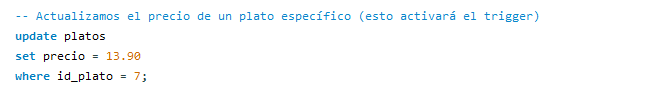 -- Actualizamos el precio de un plato específico (esto activará el trigger)
update platos
set precio = 13.90
where id_plato = 7;